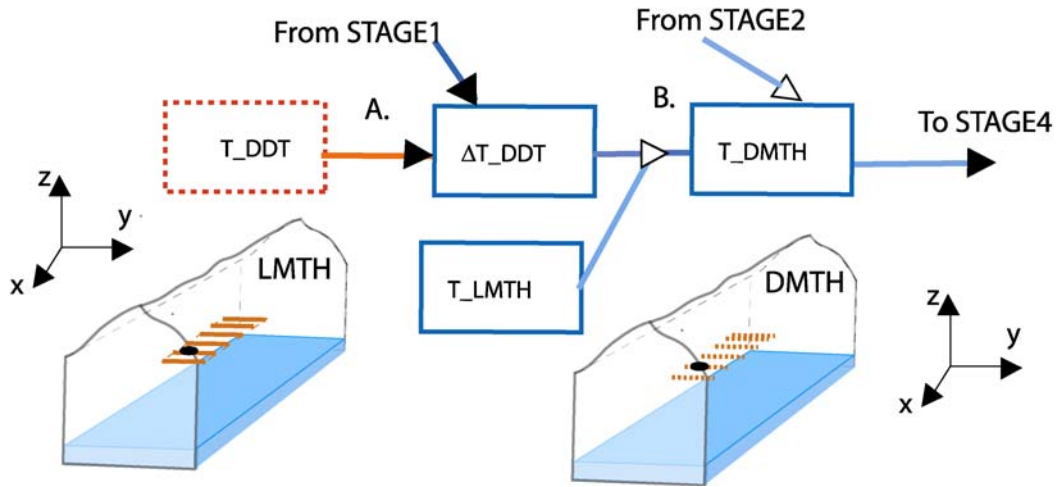 From STAGE1
From STAGE2
A.
B.
To STAGE4
T_DDT
ΔT_DDT
T_DMTH
T_LMTH
z
y
x
LMTH
DMTH
z
y
x